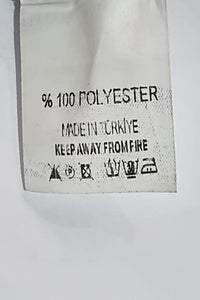 % 100 POLYESTER
MADE IN TÜRKİYE
KEEP AWAY FROM FIRE